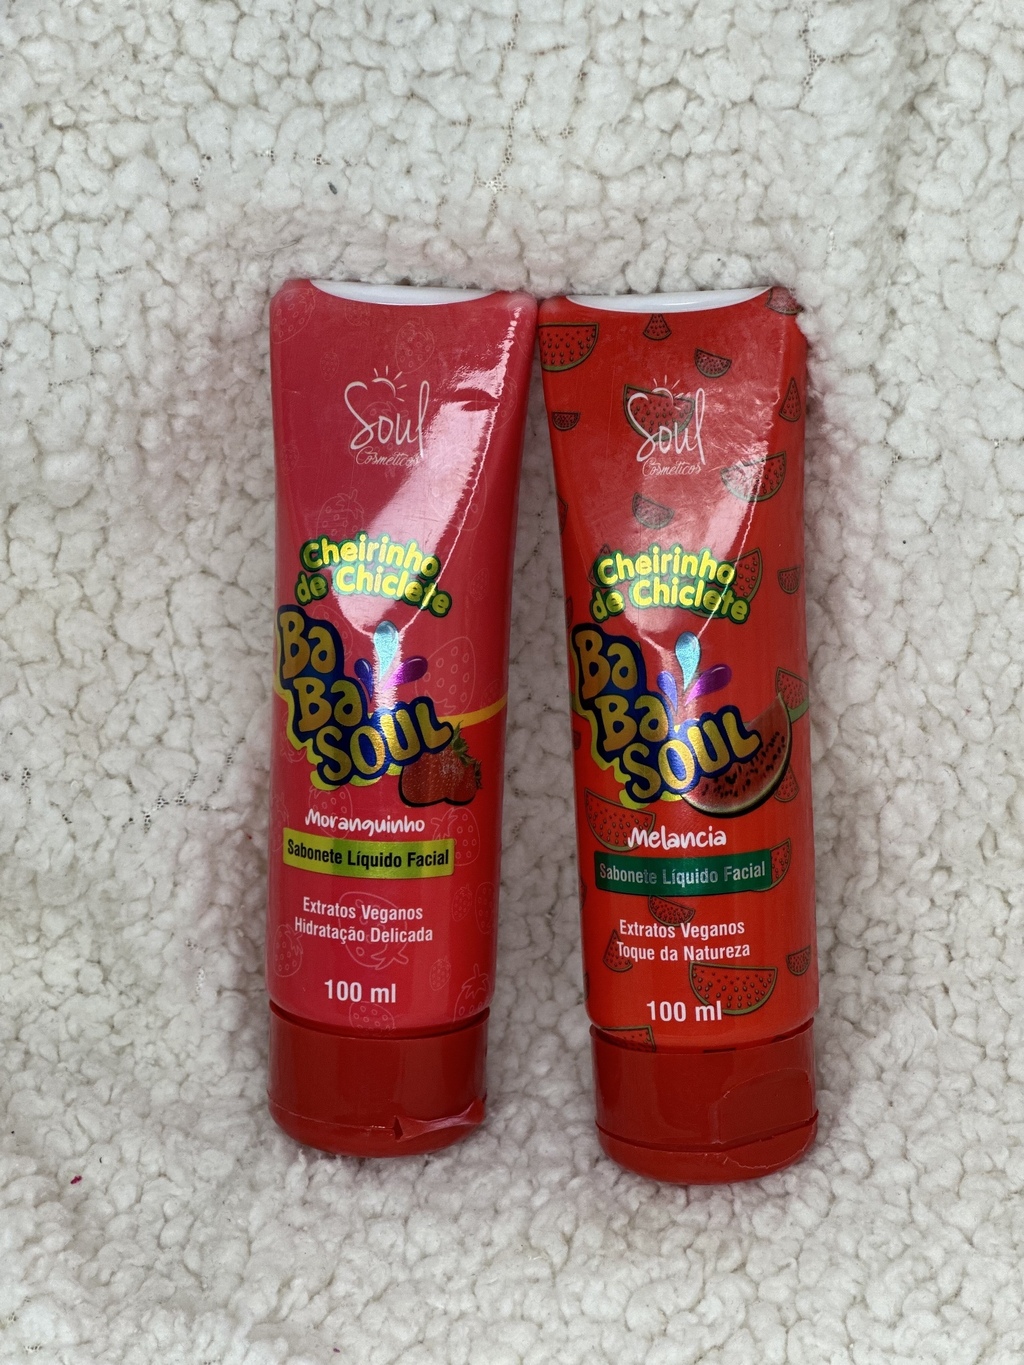 Soul
Cosméticos
Cheirinho
de Chiclete
Ba
Ba
SOUL
Moranguinho
Sabonete Líquido Facial
Extratos Veganos
Hidratação Delicada
100 ml
Soul
Cosméticos
Cheirinho
de Chiclete
Ba
Ba
SOUL
Melancia
Sabonete Líquido Facial
Extratos Veganos
Toque da Natureza
100 ml